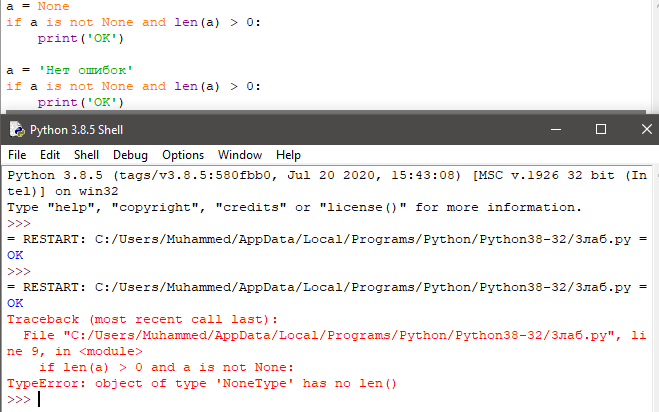 a = None
if a is not None and len(a) > 0:
    print('OK')
a = 'Нет ошибок'
if a is not None and len(a) > 0:
    print('OK')
Python 3.8.5 Shell
File Edit Shell Debug Options Window Help
Python 3.8.5 (tags/v3.8.5:580fbb0, Jul 20 2020, 15:43:08) [MSC v.1926 32 bit (In
tel)] on win32
Type "help", "copyright", "credits" or "license()" for more information.
>>>
= RESTART: C:/Users/Muhammed/AppData/Local/Programs/Python/Python38-32/3лаб.py =
OK
>>>
= RESTART: C:/Users/Muhammed/AppData/Local/Programs/Python/Python38-32/3лаб.py =
OK
Traceback (most recent call last):
  File "C:/Users/Muhammed/AppData/Local/Programs/Python/Python38-32/3лаб.py", li
ne 9, in <module>
    if len(a) > 0 and a is not None:
TypeError: object of type 'NoneType' has no len()
>>>